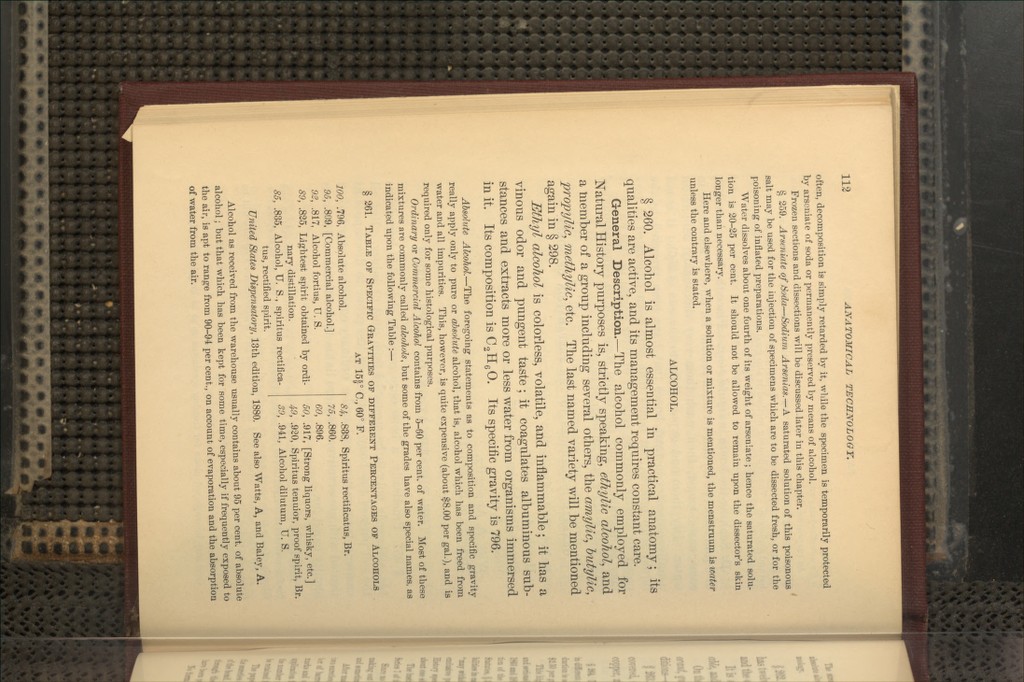 112 ANATOMICAL TECHNOLOGY.
often, decomposition is simply retarded by it, while the specimen is temporarily protected
by arseniate of soda or permanently preserved by means of alcohol.
Frozen sections and dissections will be discussed later in this chapter.
§ 259. Arseniate of Soda—Sodium Arsenias.—A saturated solution of this poisonous
salt may be used for the injection of specimens which are to be dissected fresh, or for the
poisoning of inflated preparations.
Water dissolves about one fourth of its weight of arseniate; hence the saturated solu-
tion is 20-25 per cent. It should not be allowed to remain upon the dissector's skin
longer than necessary.
Here and elsewhere, when a solution or mixture is mentioned, the menstruum is water
unless the contrary is stated.
ALCOHOL.
§ 260. Alcohol is almost essential in practical anatomy; its
qualities are active, and its management requires constant care.
General Description.—The alcohol commonly employed for
Natural History purposes is, strictly speaking, ethylic alcohol, and
a member of a group including several others, the amylic, butylic,
propylic, methylic, etc. The last named variety will be mentioned
again in § 298.
Ethyl alcohol is colorless, volatile, and inflammable; it has a
vinous odor and pungent taste; it coagulates albuminous sub-
stances and extracts more or less water from organisms immersed
in it. Its composition is C2H6O. Its specific gravity is .796.
Absolute Alcohol.—The foregoing statements as to composition and specific gravity
really apply only to pure or absolute alcohol, that is, alcohol which has been freed from
water and all impurities. This, however, is quite expensive (about $8.00 per gal.), and is
required only for some histological purposes.
Ordinary or Commercial Alcohol contains from 5-60 per cent. of water. Most of these
mixtures are commonly called alcohols, but some of the grades have also special names, as
indicated upon the following Table:—
§ 261. TABLE OF SPECIFIC GRAVITIES OF DIFFERENT PERCENTAGES OF ALCOHOLS
AT 15 5/9° C., 60° F.
100, .796, Absolute alcohol.
95, .809, [Commercial alcohol.]
92, .817, Alcohol fortius, U. S.
89, .825, Lightest spirit obtained by ordi-
nary distillation.
85, .835, Alcohol, U. S., spiritus rectifica-
tus, rectified spirit.
84, .838, Spiritus rectificatus, Br.
75, .860.
60, .896.
50, .917, [Strong liquors, whisky, etc.]
49, .920, Spiritus tenuior, proof spirit, Br.
39, .941, Alcohol dilutum, U. S.
United States Dispensatory, 13th edition, 1880. See also Watts, A, and Baley, A.
Alcohol as received from the warehouse usually contains about 95 per cent. of absolute
alcohol; but that which has been kept for some time, especially if frequently exposed to
the air, is apt to range from 90-94 per cent., on account of evaporation and the absorption
of water from the air.